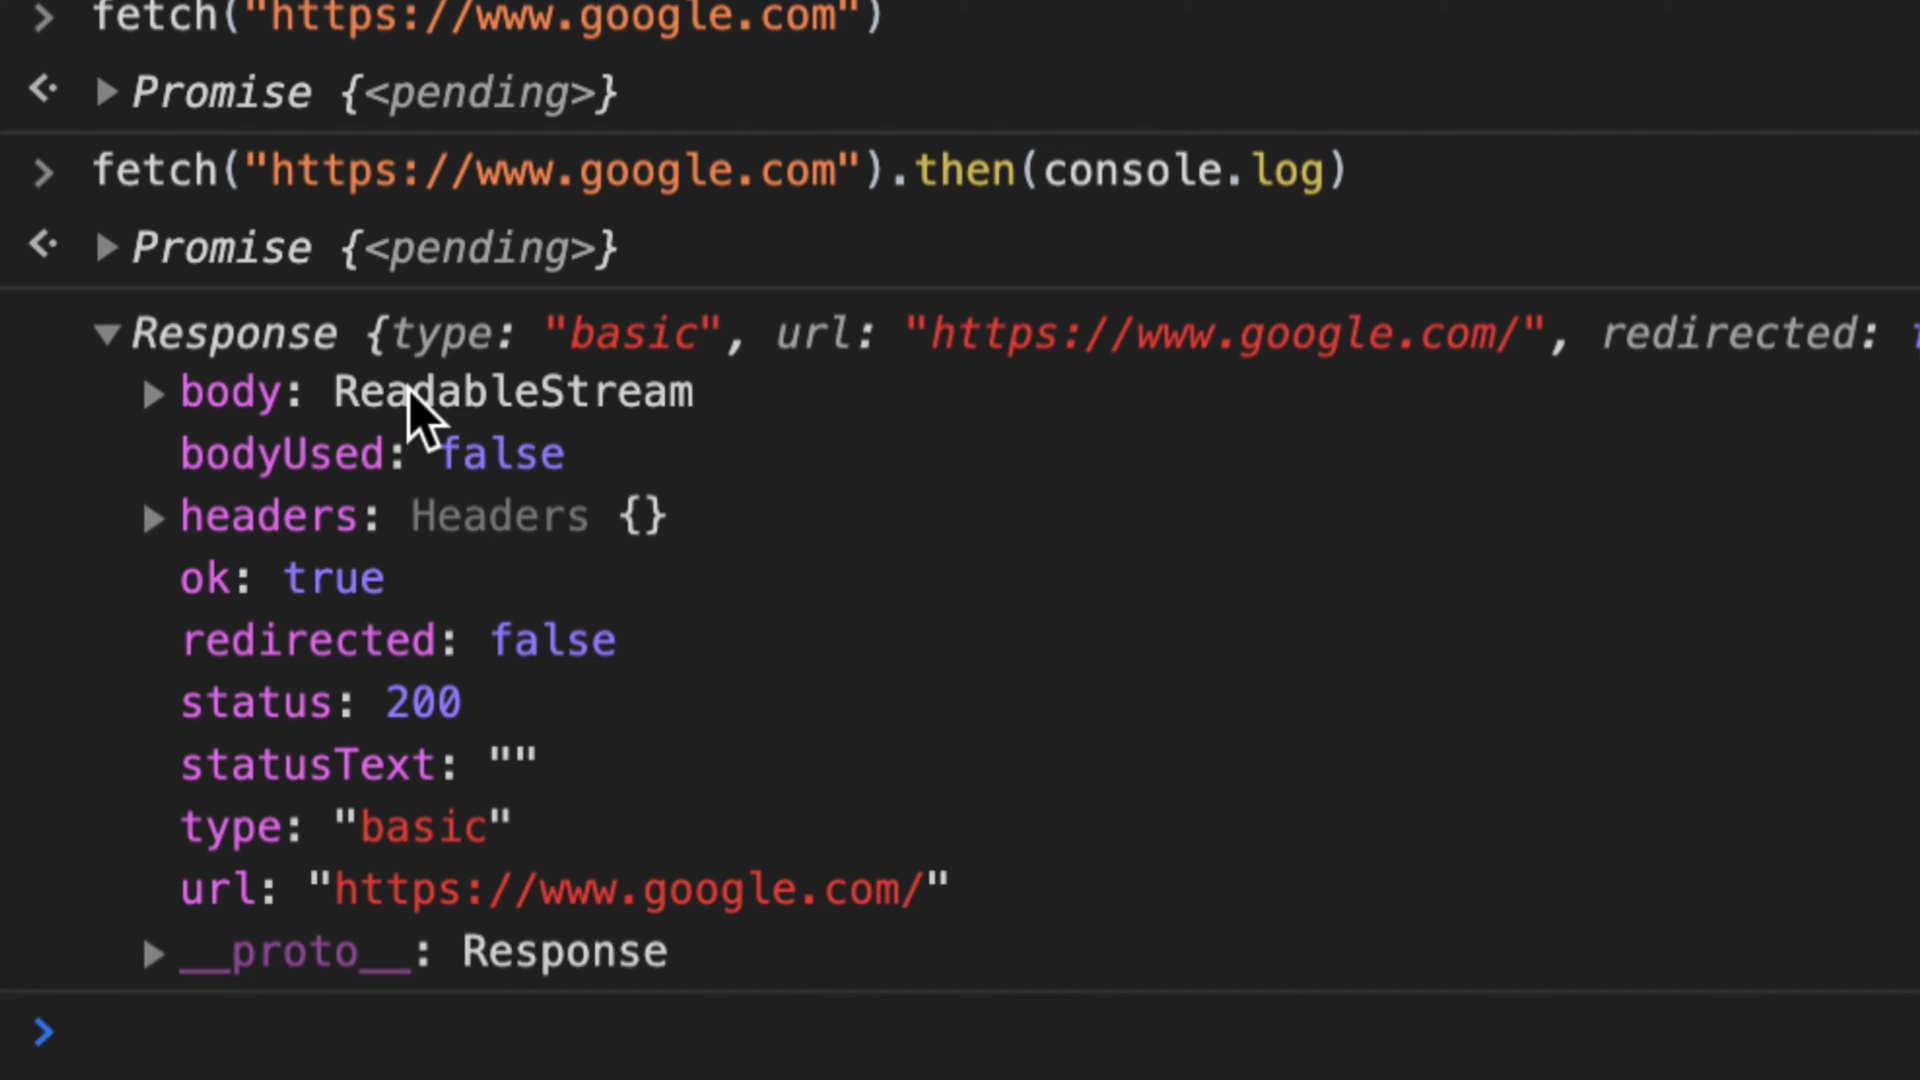 > fetch("https://www.google.com")
Promise {<pending>}
> fetch("https://www.google.com").then(console.log)
Promise {<pending>}
Response {type: "basic", url: "https://www.google.com/", redirected:
body: ReadableStream
bodyUsed: false
headers: Headers {}
ok: true
redirected: false
status: 200
statusText: ""
type: "basic"
url: "https://www.google.com/"
__proto__: Response
>